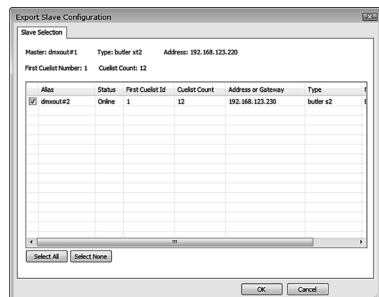 Export Slave Configuration
Slave Selection
Master: dmxout#1 Type: butler xt2 Address: 192.168.123.220
First Cuelist Number: 1 Cuelist Count: 12
Alias Status First Cuelist Id Cuelist Count Address or Gateway Type
dmxout#2 Online 1 12 192.168.123.230 butler s2
Select All Select None
OK Cancel